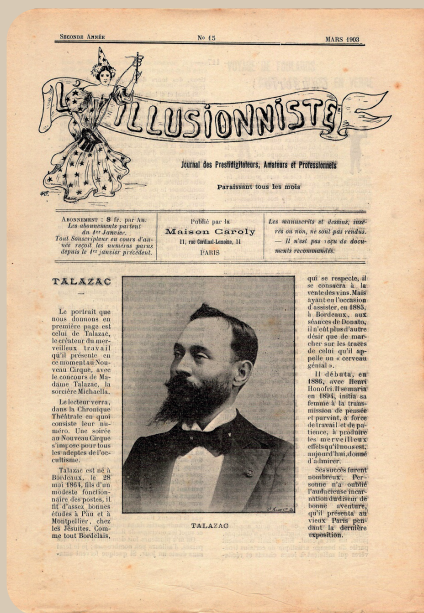 SECONDE ANNÉE
No 15
MARS 1903
L'ILLUSIONNISTE
Journal des Prestidigitateurs, Amateurs et Professionnels
Paraissant tous les mois
ABONNEMENT : 8 fr. par An.
Les abonnements partent
du 1er Janvier.
Tout Souscripteur en cours d'an-
née reçoit les numéros parus
depuis le 1er janvier précédent.
Publié par la
Maison Caroly
11, rue Cardinal-Lemoine, 11
PARIS
Les manuscrits et dessins, insé-
rés ou non, ne sont pas rendus.
— Il n'est pas reçu de docu-
ments recommandés.
TALAZAC
Le portrait que
nous donnons en
première page est
celui de Talazac,
le créateur du mer-
veilleux travail
qu'il présente en
ce moment au Nou-
veau Cirque, avec
le concours de Ma-
dame Talazac, la
sorcière Michaella.
Le lecteur verra,
dans la Chronique
Théâtrale en quoi
consiste leur nu-
méro. Une soirée
au Nouveau Cirque
s'impose pour tous
les adeptes de l'oc-
cultisme.
Talazac est né à
Bordeaux, le 28
mai 1864, fils d'un
modeste fonction-
naire des postes, il
fit d'assez bonnes
études à Pau et à
Montpellier, chez
les Jésuites. Com-
me tout Bordelais,
TALAZAC
qui se respecte, il
se consacra à la
vente des vins. Mais
ayant eu l'occasion
d'assister, en 1885,
à Bordeaux, aux
séances de Donato,
il n'eût plus d'autre
désir que de mar-
cher sur les traces
de celui qu'il ap-
pelle un « cerveau
génial ».
Il débuta, en
1886, avec Henri
Honofri. Il se maria
en 1894, initia sa
femme à la trans-
mission de pensée
et parvint, à force
de travail et de pa-
tience, à produire
les merveilleux
effets qu'il nous est,
aujourd'hui, donné
d'admirer.
Ses succès furent
nombreux. Per-
sonne n'a oublié
l'audacieuse incar-
nation du diseur de
bonne aventure,
qu'il présenta au
vieux Paris pen-
dant la dernière
exposition.